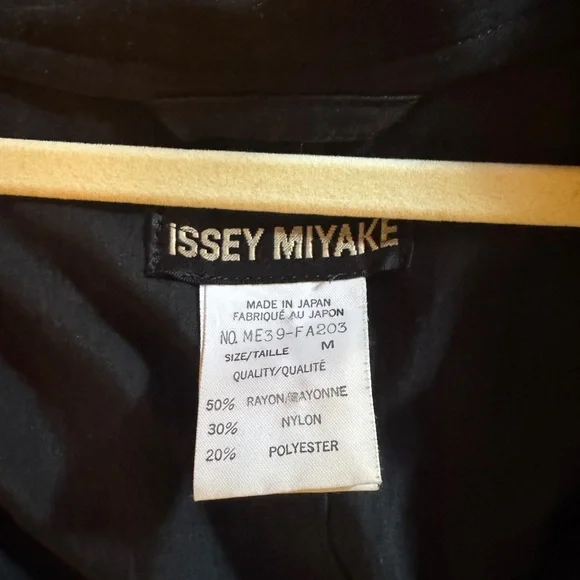 ISSEY MIYAKE
MADE IN JAPAN
FABRIQUÉ AU JAPON
NO. ME39-FA203
SIZE/TAILLE M
QUALITY/QUALITÉ
50% RAYON/RAYONNE
30% NYLON
20% POLYESTER